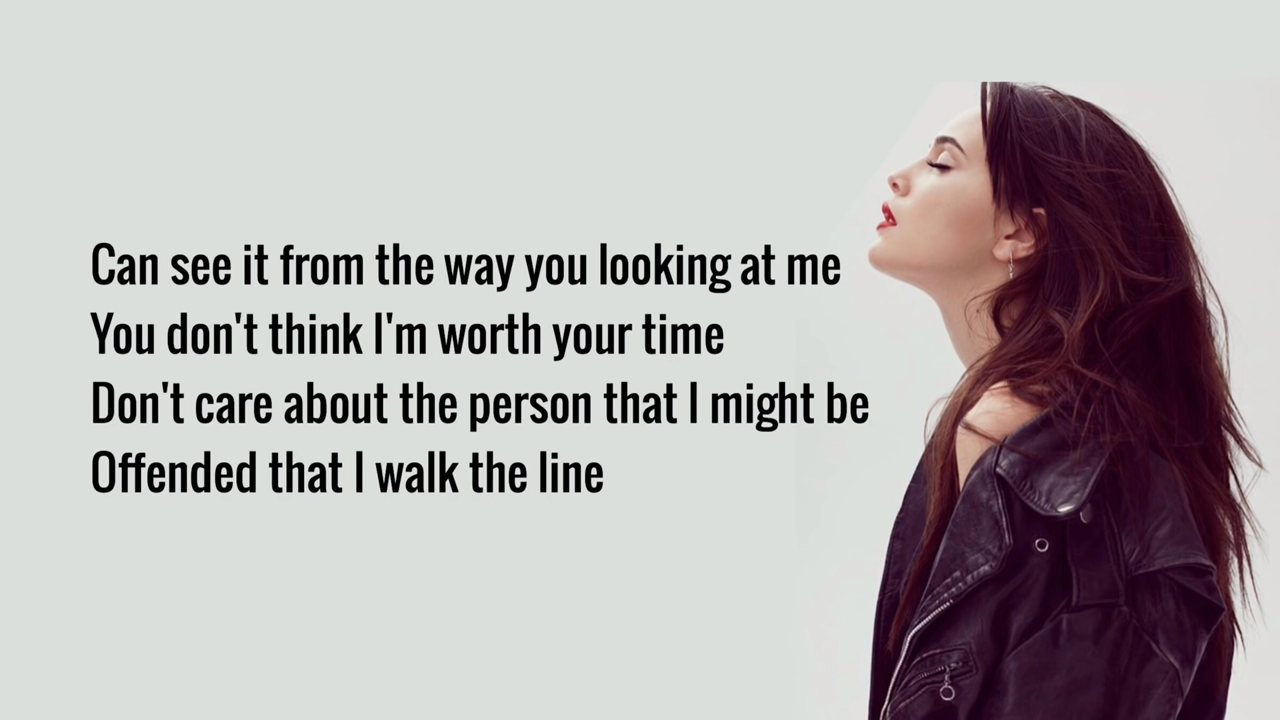 Can see it from the way you looking at me
You don't think I'm worth your time
Don't care about the person that I might be
Offended that I walk the line